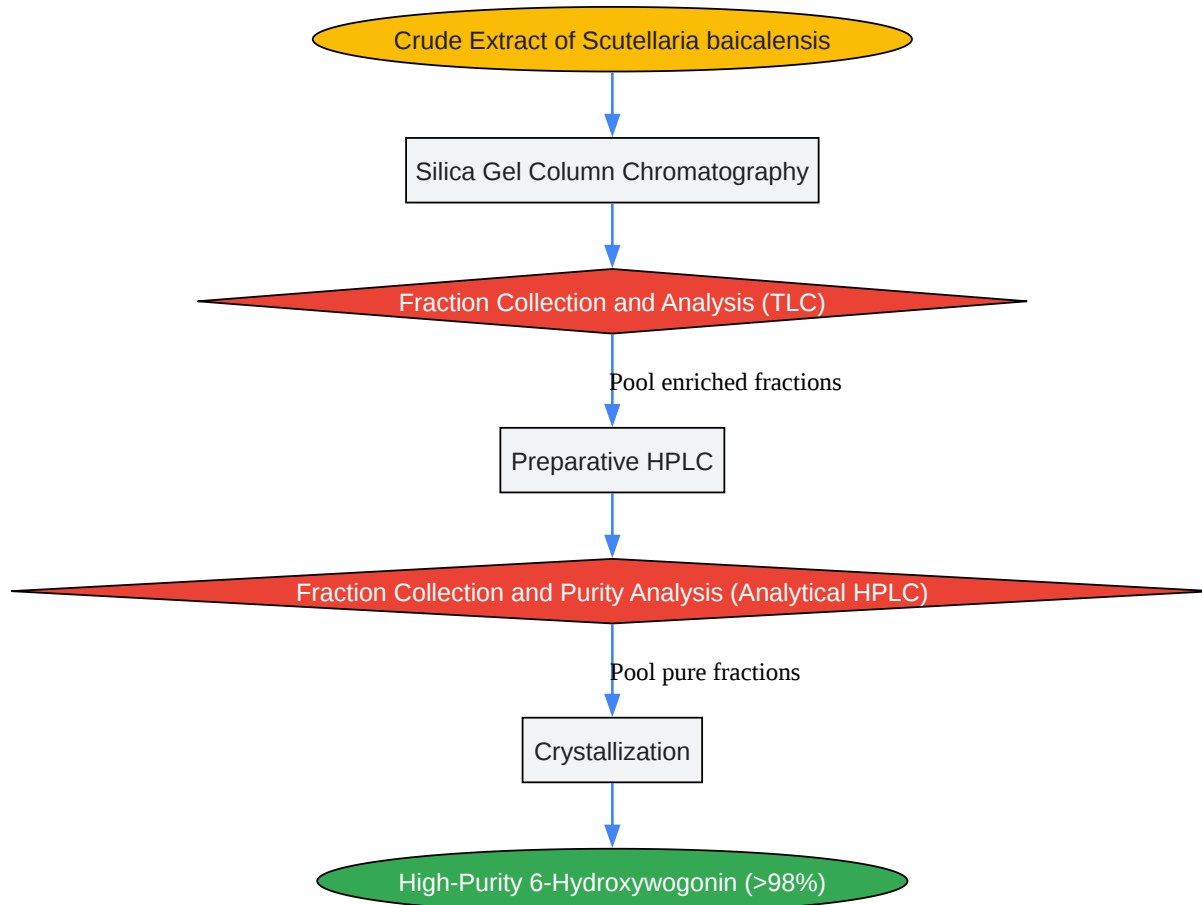 Crude Extract of Scutellaria baicalensis
Silica Gel Column Chromatography
Fraction Collection and Analysis (TLC)
Pool enriched fractions
Preparative HPLC
Fraction Collection and Purity Analysis (Analytical HPLC)
Pool pure fractions
Crystallization
High-Purity 6-Hydroxywogonin (>98%)